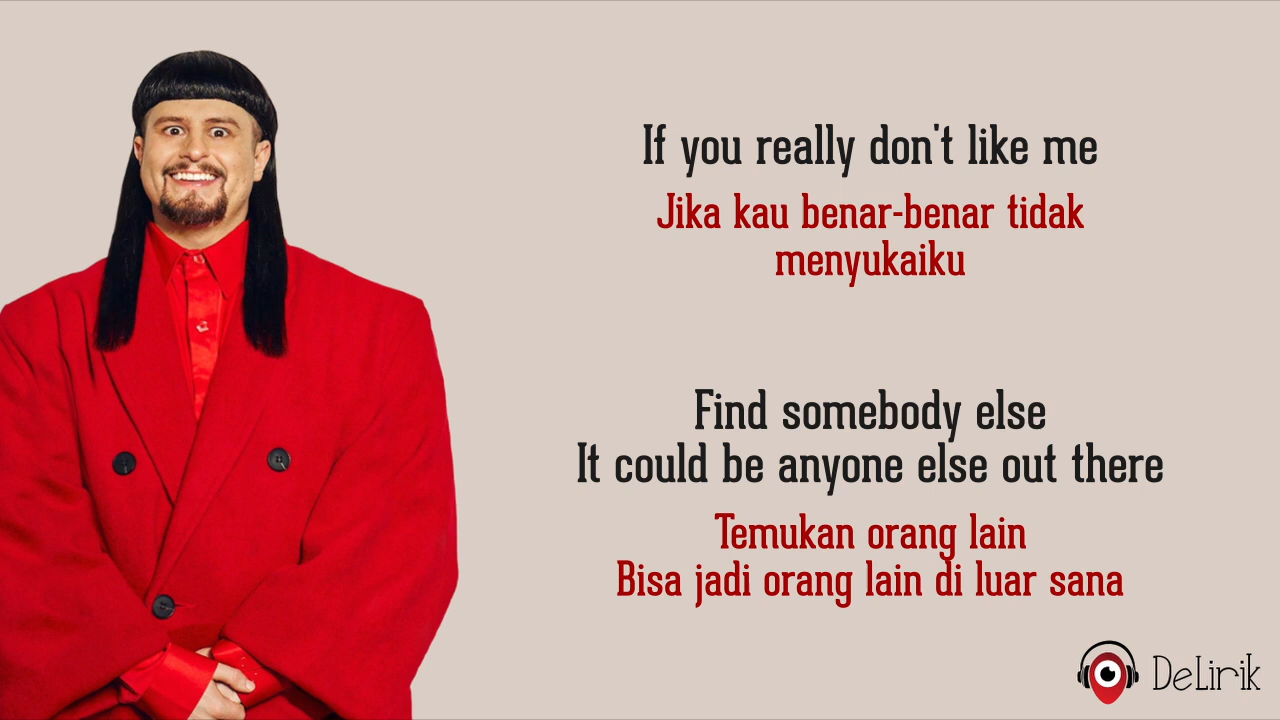 If you really don't like me
Jika kau benar-benar tidak
menyukaiku
Find somebody else
It could be anyone else out there
Temukan orang lain
Bisa jadi orang lain di luar sana
DeLirik